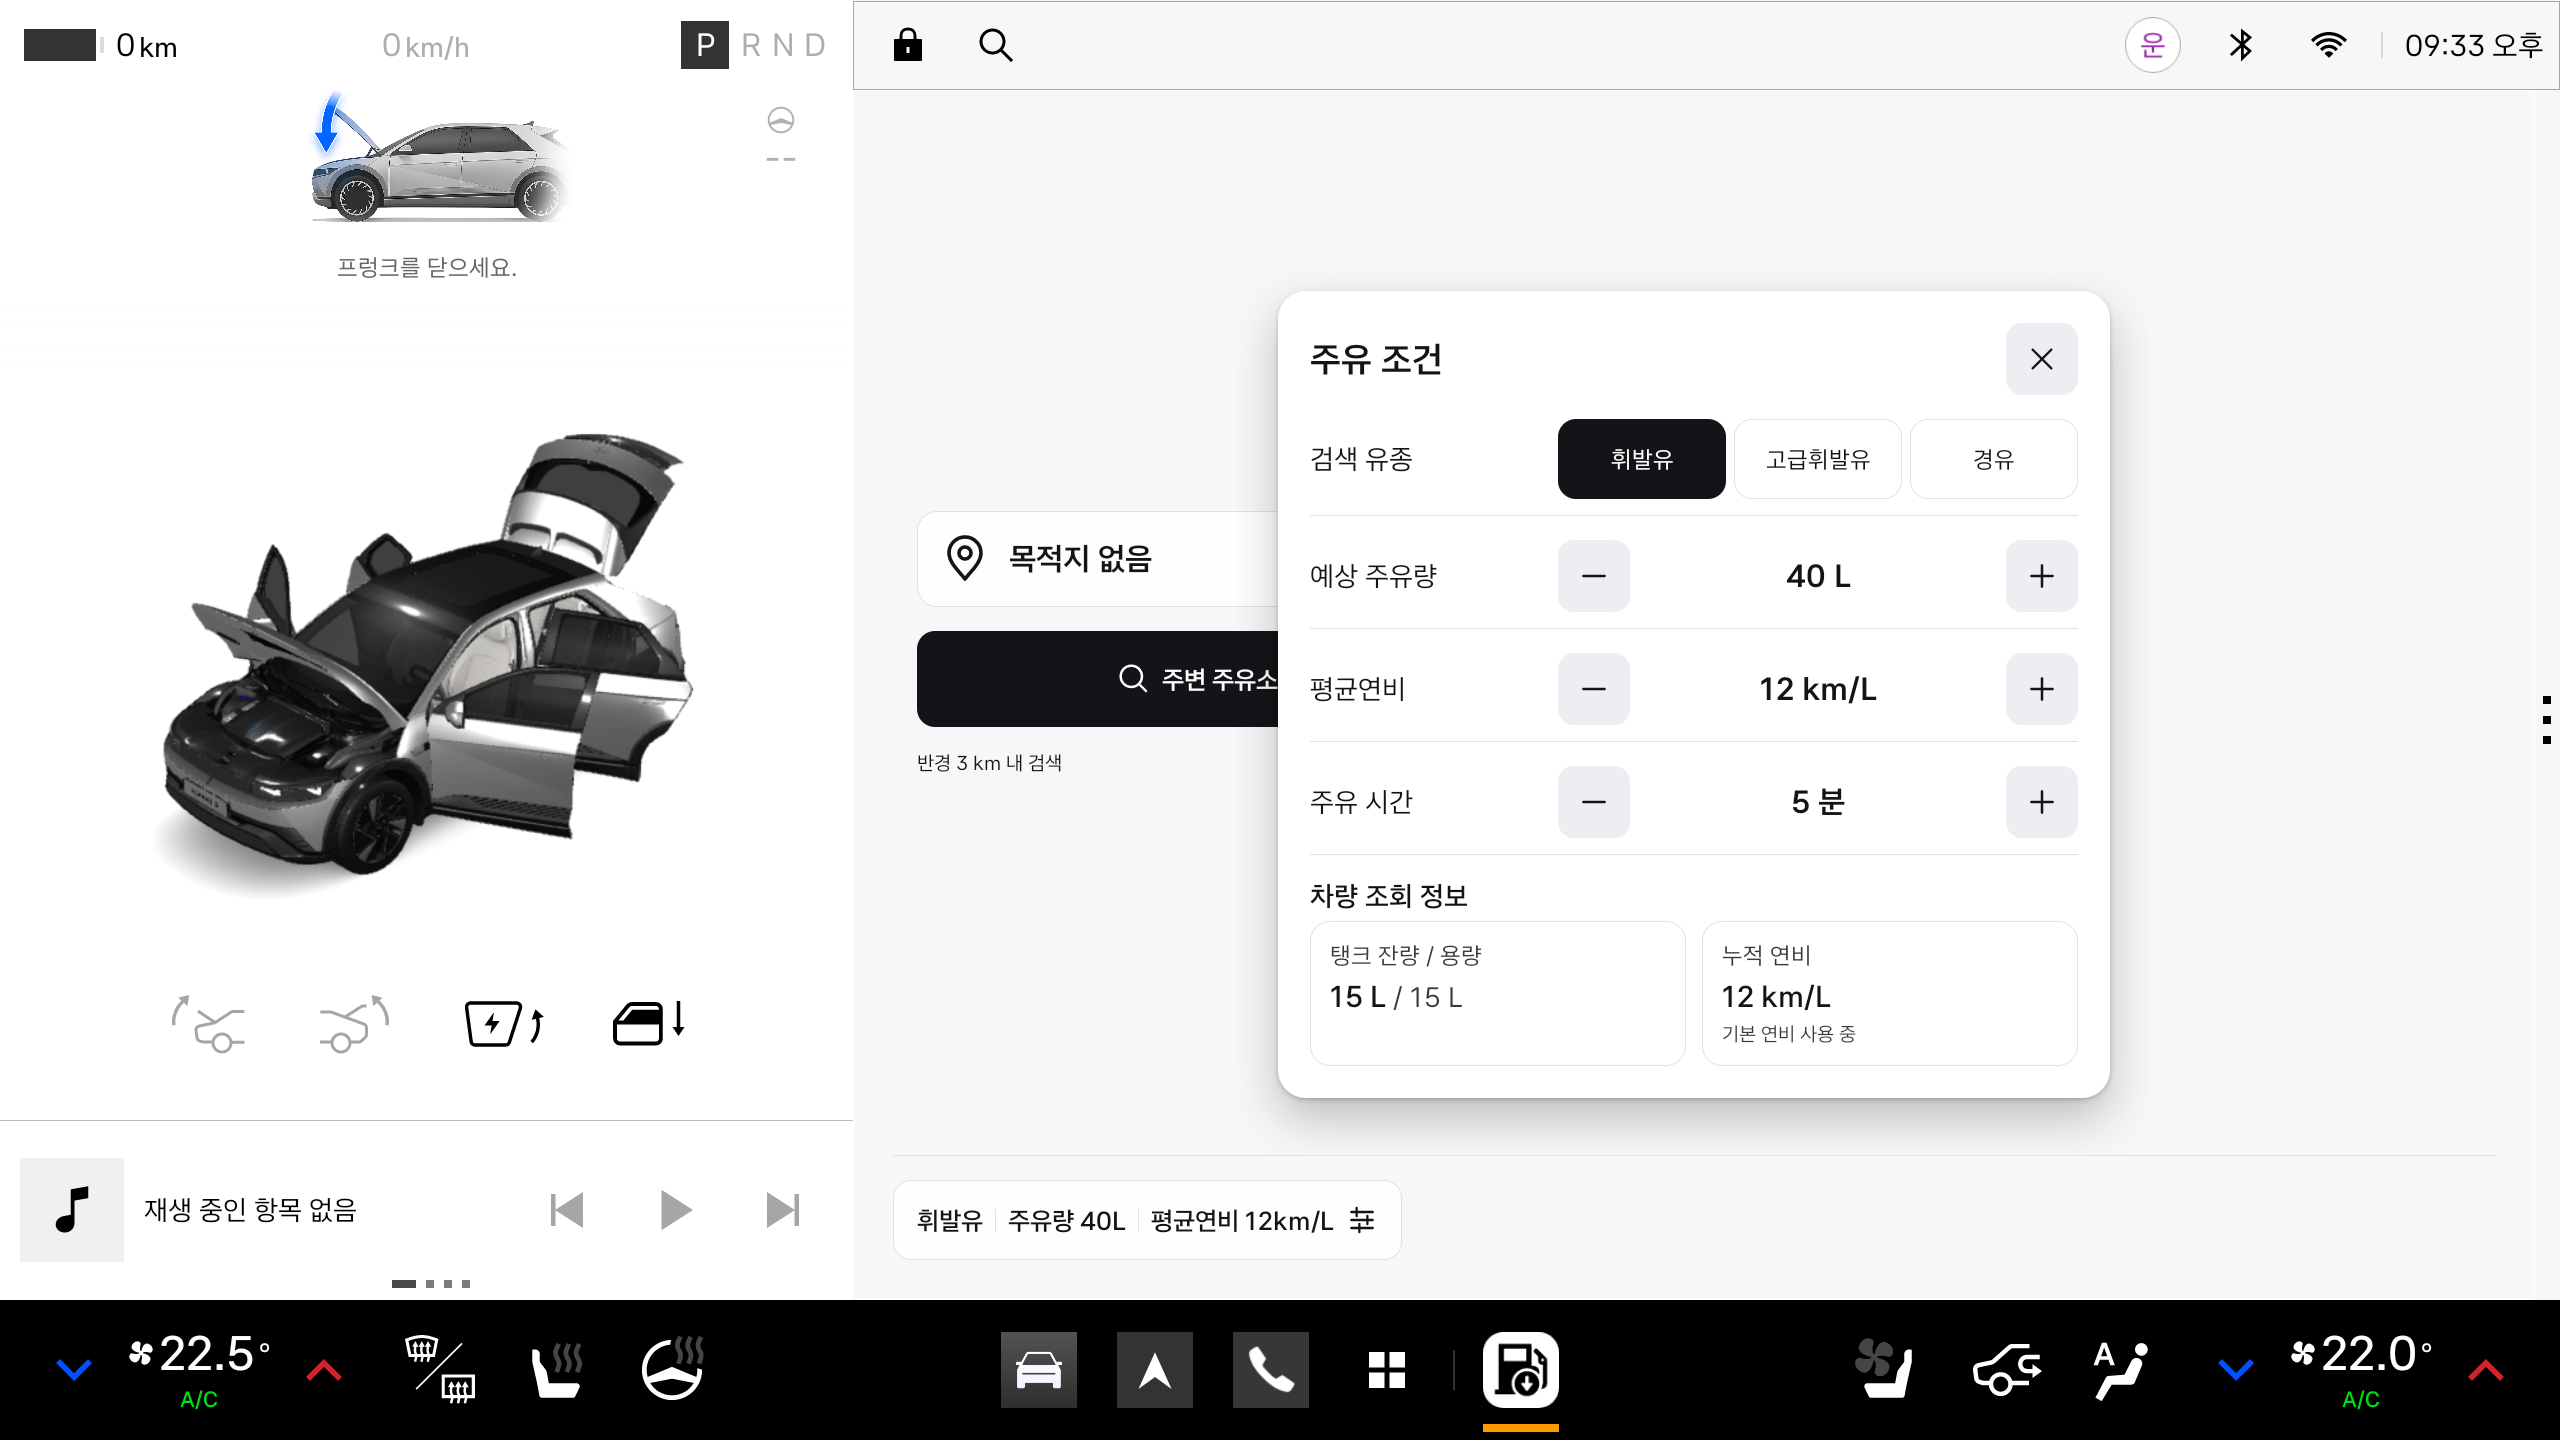 0 km
0 km/h
P R N D
운
09:33 오후
프렁크를 닫으세요.
주유 조건
검색 유종
휘발유
고급휘발유
경유
예상 주유량
40 L
평균연비
12 km/L
주유 시간
5 분
차량 조회 정보
탱크 잔량 / 용량
15 L / 15 L
누적 연비
12 km/L
기본 연비 사용 중
목적지 없음
주변 주유소
반경 3 km 내 검색
재생 중인 항목 없음
휘발유 주유량 40L 평균연비 12km/L
22.5°
A/C
A
22.0°
A/C